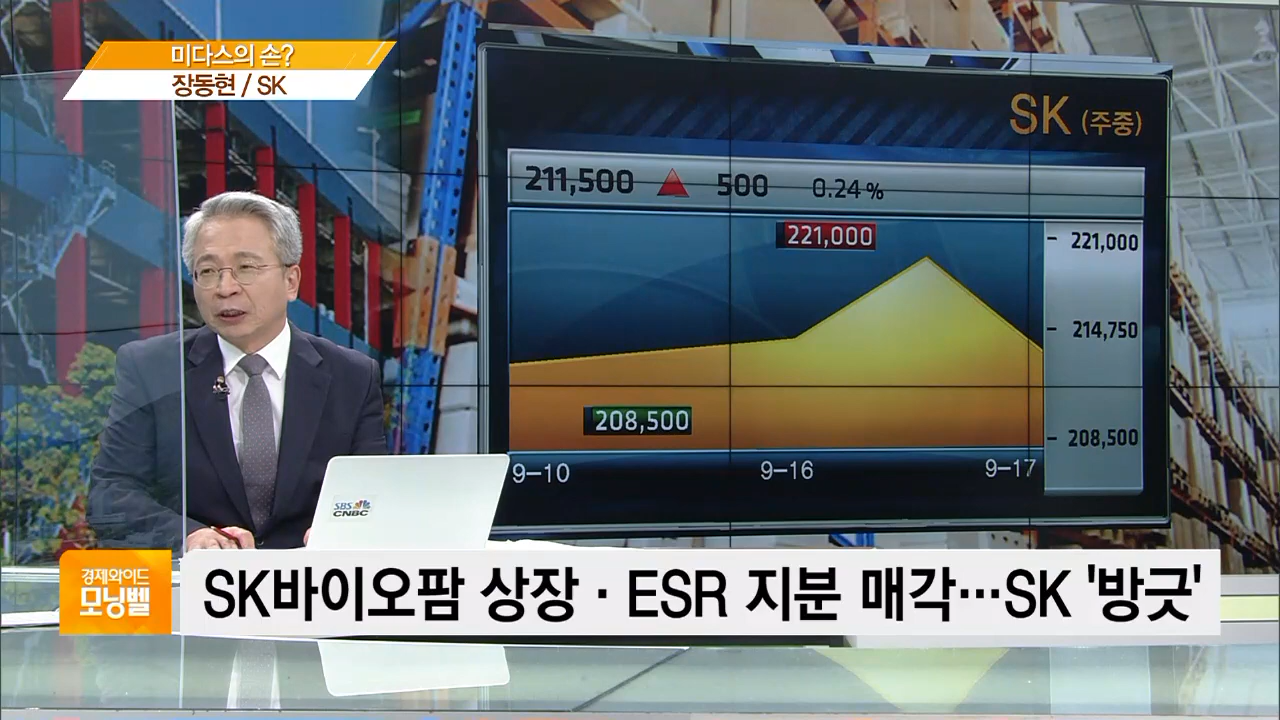 미다스의 손?
장동현 / SK
SK (주중)
211,500 ▲ 500 0.24 %
221,000
221,000
214,750
208,500
208,500
9-10 9-16 9-17
SBS CNBC
경제와이드
모닝벨
SK바이오팜 상장·ESR 지분 매각…SK '방긋'